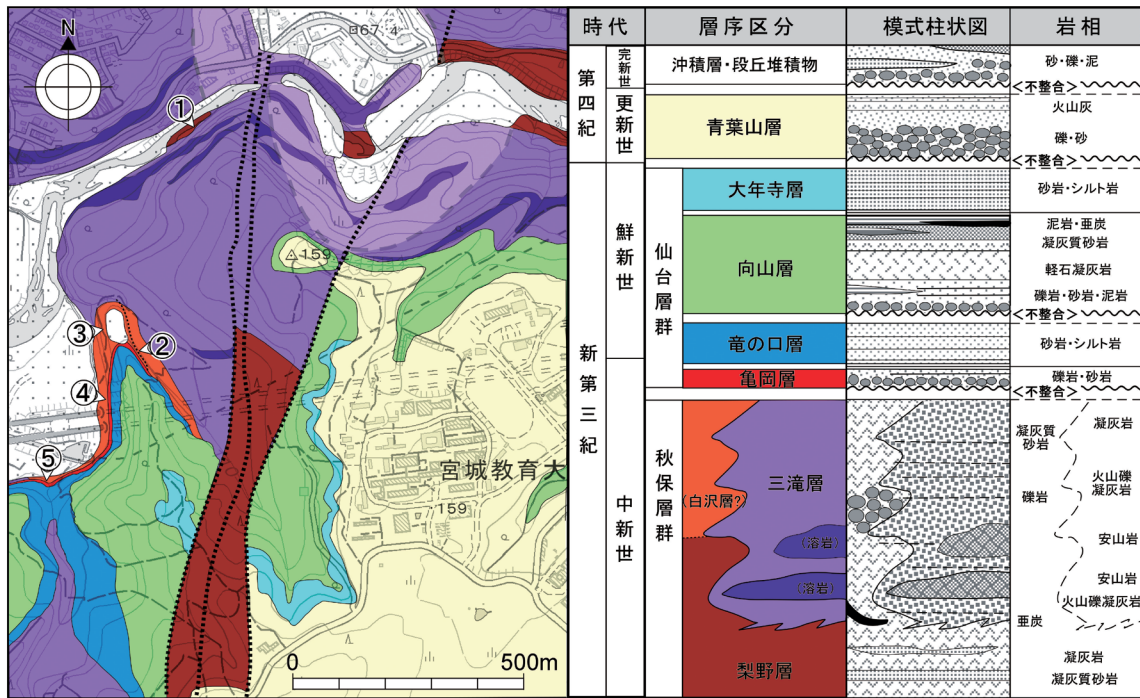 N
67.4
①
159
③
②
④
⑤
宮城教育大
159
0
500m
時代
層序区分
模式柱状図
岩相
第四紀
完新世
沖積層・段丘堆積物
砂・礫・泥
<不整合>
更新世
青葉山層
火山灰
礫・砂
<不整合>
新第三紀
鮮新世
仙台層群
大年寺層
砂岩・シルト岩
向山層
泥岩・亜炭
凝灰質砂岩
軽石凝灰岩
礫岩・砂岩・泥岩
<不整合>
竜の口層
砂岩・シルト岩
中新世
亀岡層
礫岩・砂岩
<不整合>
秋保層群
(白沢層?)
三滝層
(溶岩)
(溶岩)
梨野層
凝灰質
砂岩
凝灰岩
火山礫
凝灰岩
礫岩
安山岩
安山岩
火山礫凝灰岩
亜炭
凝灰岩
凝灰質砂岩